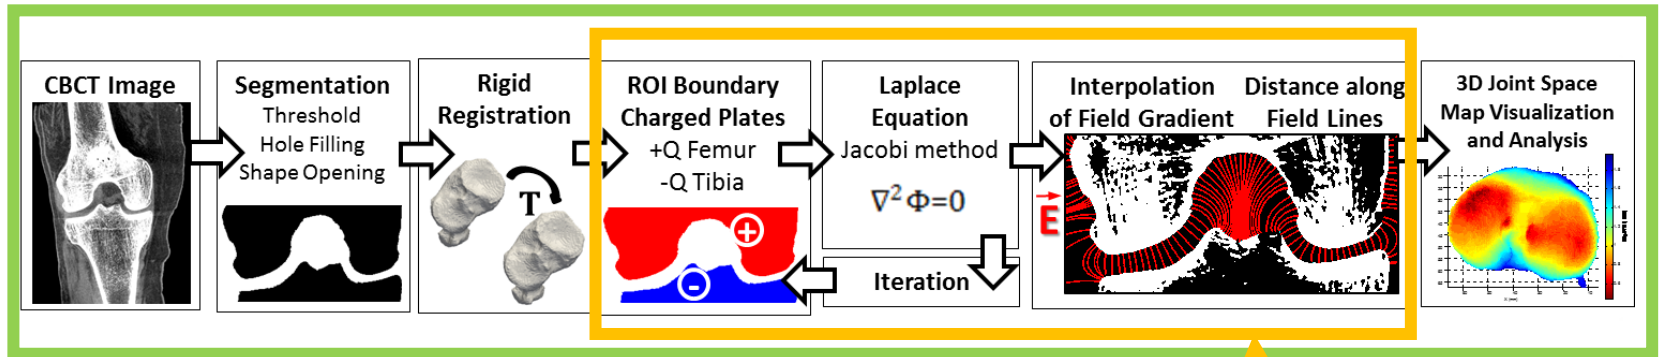 CBCT Image
Segmentation
Threshold
Hole Filling
Shape Opening
Rigid
Registration
T
ROI Boundary
Charged Plates
+Q Femur
-Q Tibia
+
-
Laplace
Equation
Jacobi method
∇² Φ=0
Iteration
Interpolation
of Field Gradient
Distance along
Field Lines
E
3D Joint Space
Map Visualization
and Analysis